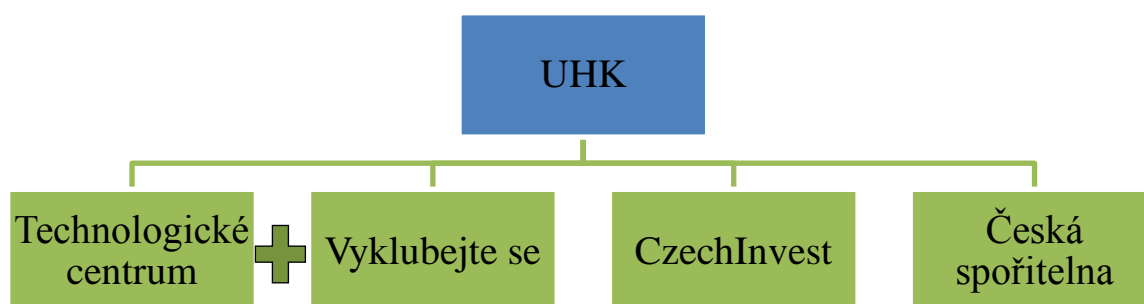 UHK
Technologické
centrum
Vyklubejte se
CzechInvest
Česká
spořitelna